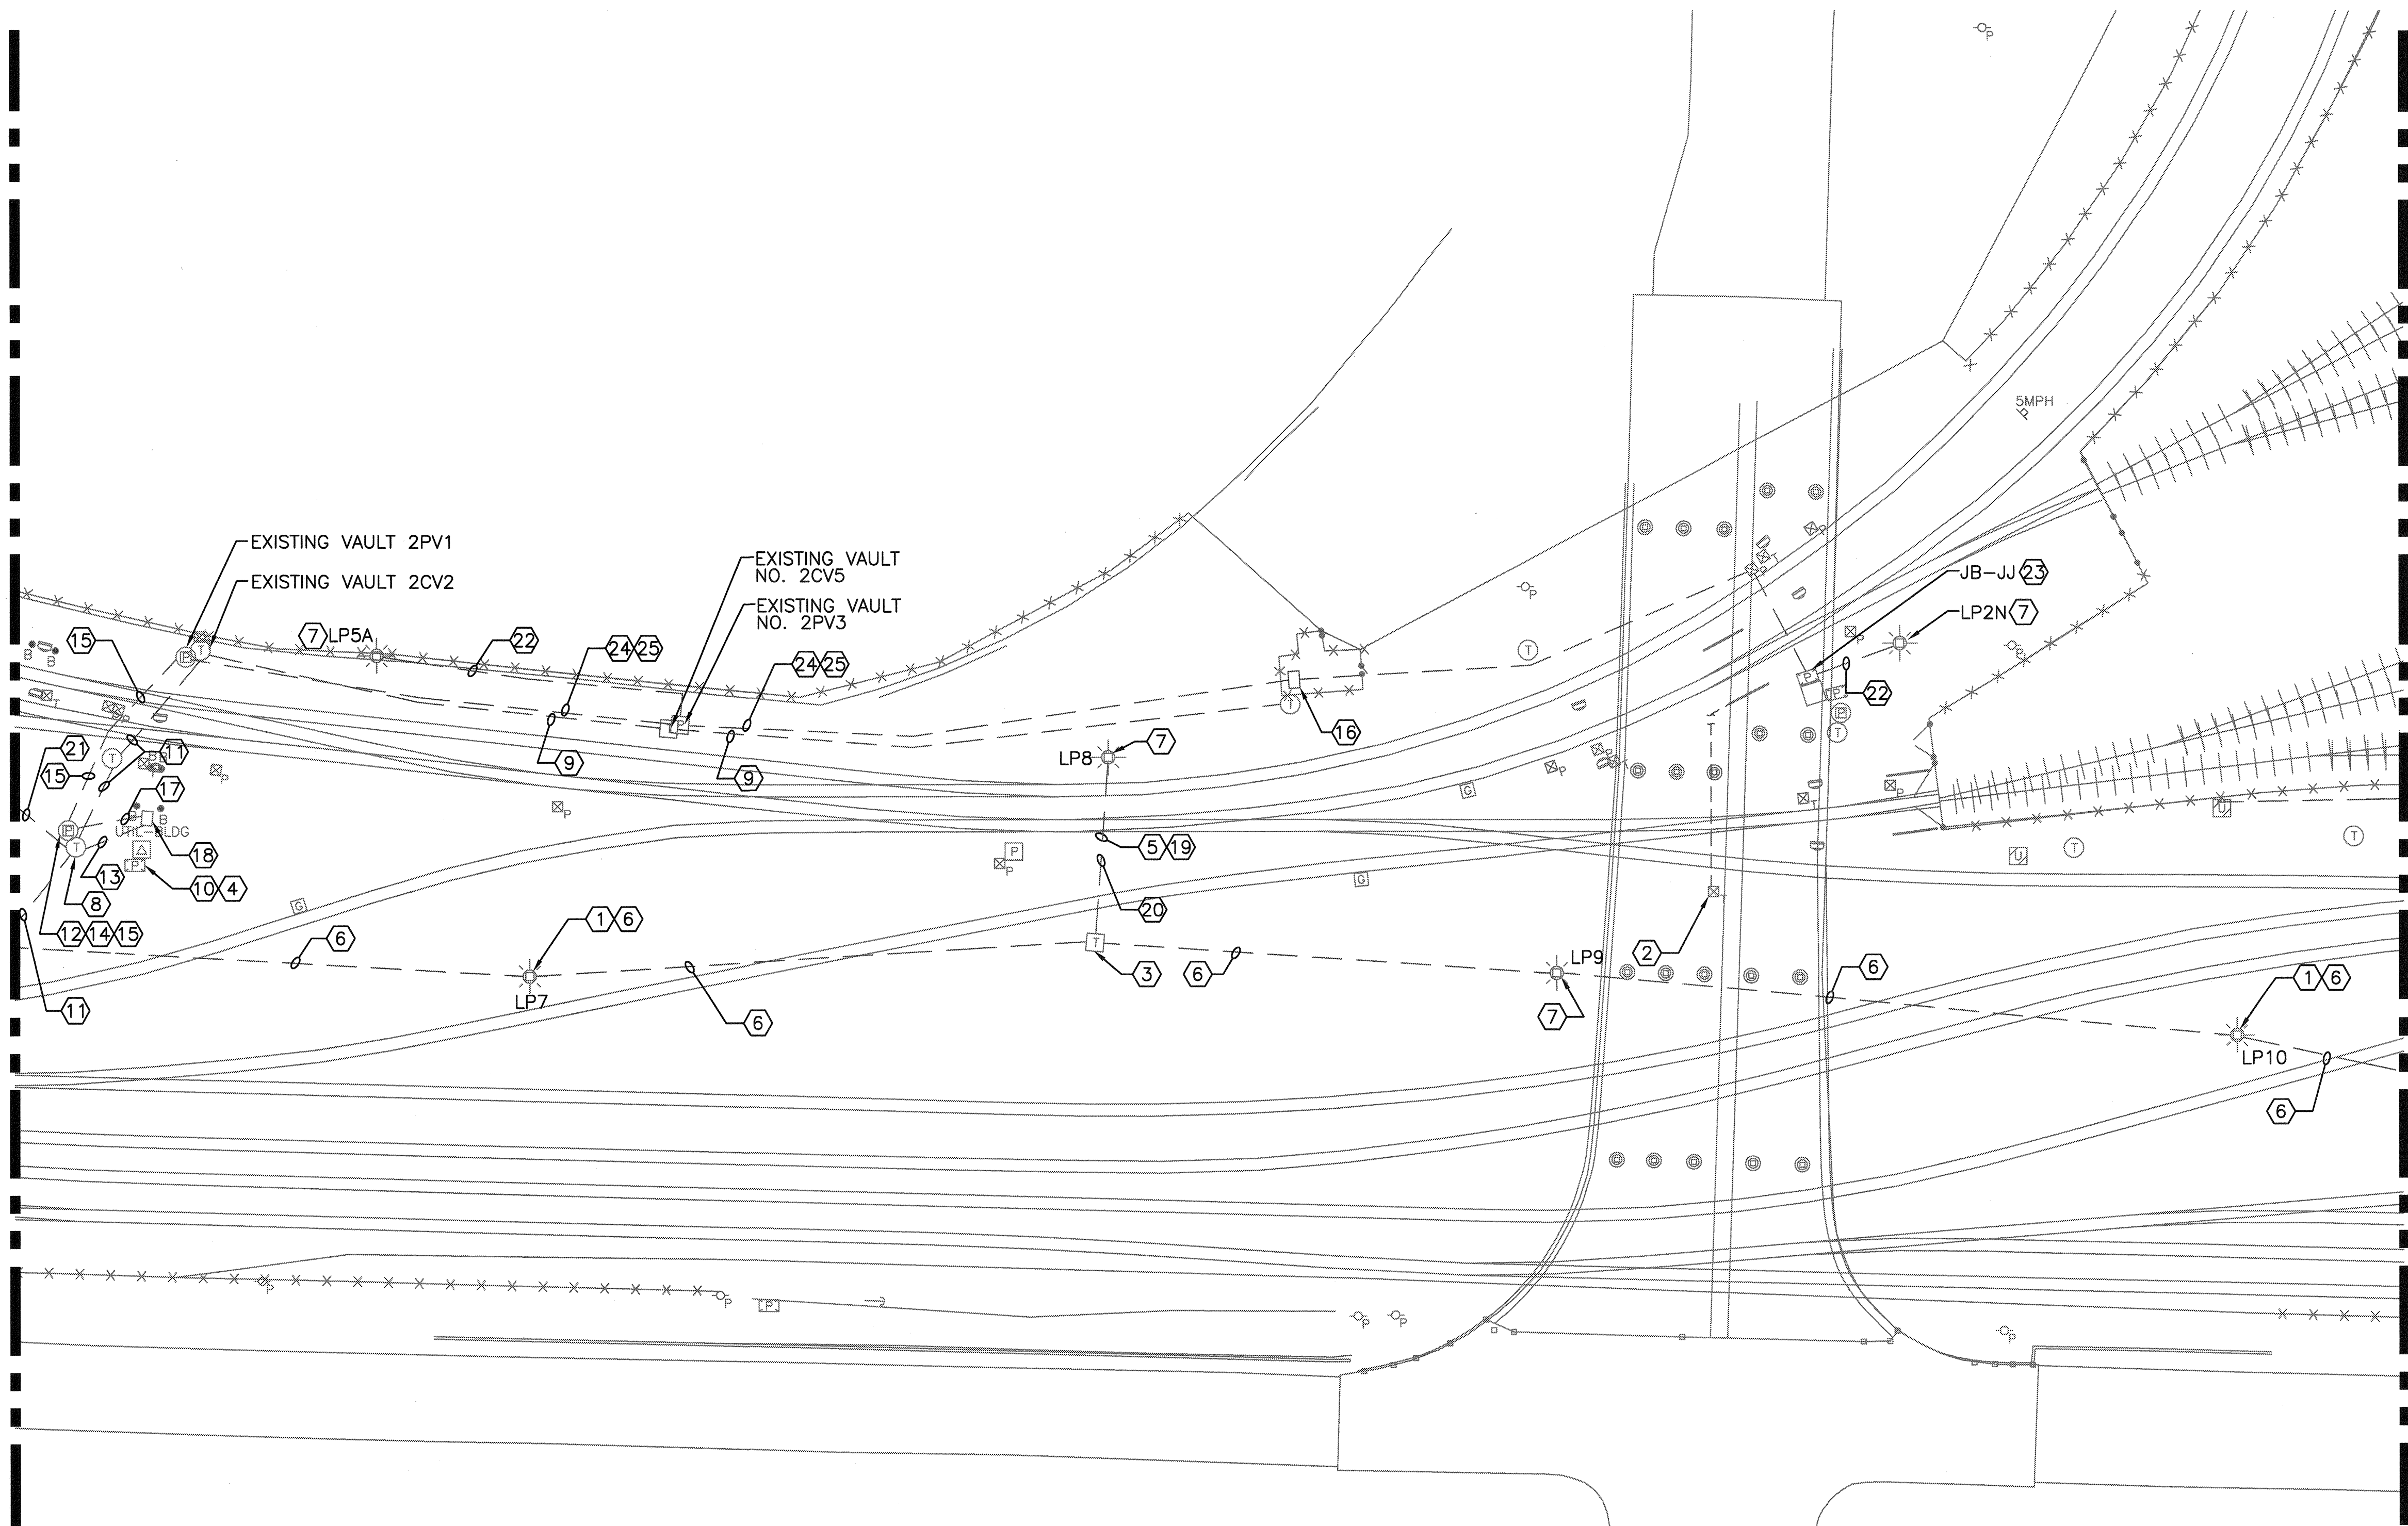 P
5MPH
P
EXISTING VAULT 2PV1
EXISTING VAULT 2CV2
EXISTING VAULT
NO. 2CV5
EXISTING VAULT
NO. 2PV3
JB-JJ 23
LP2N 7
15
7 LP5A
22
24 25
24 25
P
T
B
B
T
P
P
T
P
P
P
P
22
T
P
T
16
P
T
21
15
11
T
P
B
P
17
9
9
LP8
7
P
P
T
G
P
T
P
U
T
U
T
P
T
B
B
UTIL-BLDG
18
13
10 4
P
8
12 14 15
5 19
P
P
G
G
20
T
2
1 6
6
T
3
6
LP9
6
1 6
LP7
7
11
6
LP10
6
P
P
P
P
P
P